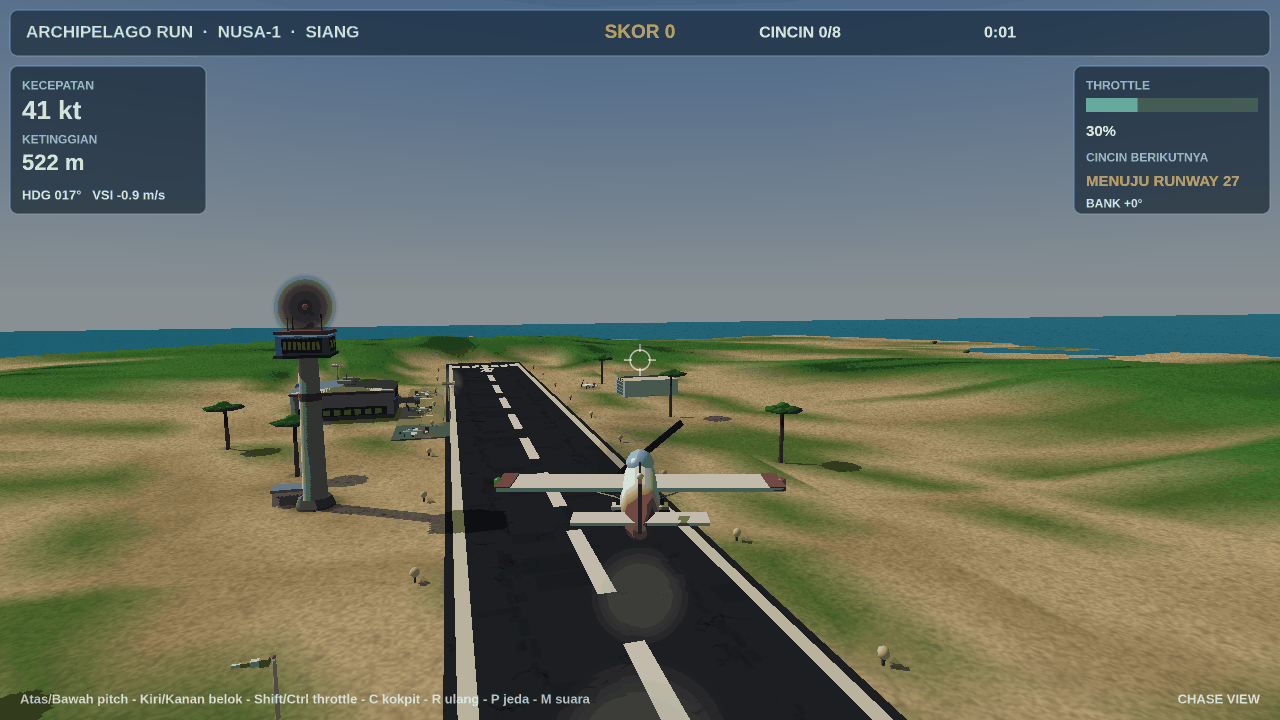 ARCHIPELAGO RUN · NUSA-1 · SIANG
SKOR 0
CINCIN 0/8
0:01
KECEPATAN
41 kt
KETINGGIAN
522 m
HDG 017° VSI -0.9 m/s
THROTTLE
30%
CINCIN BERIKUTNYA
MENUJU RUNWAY 27
BANK +0°
Atas/Bawah pitch - Kiri/Kanan belok - Shift/Ctrl throttle - C kokpit - R ulang - P jeda - M suara
CHASE VIEW